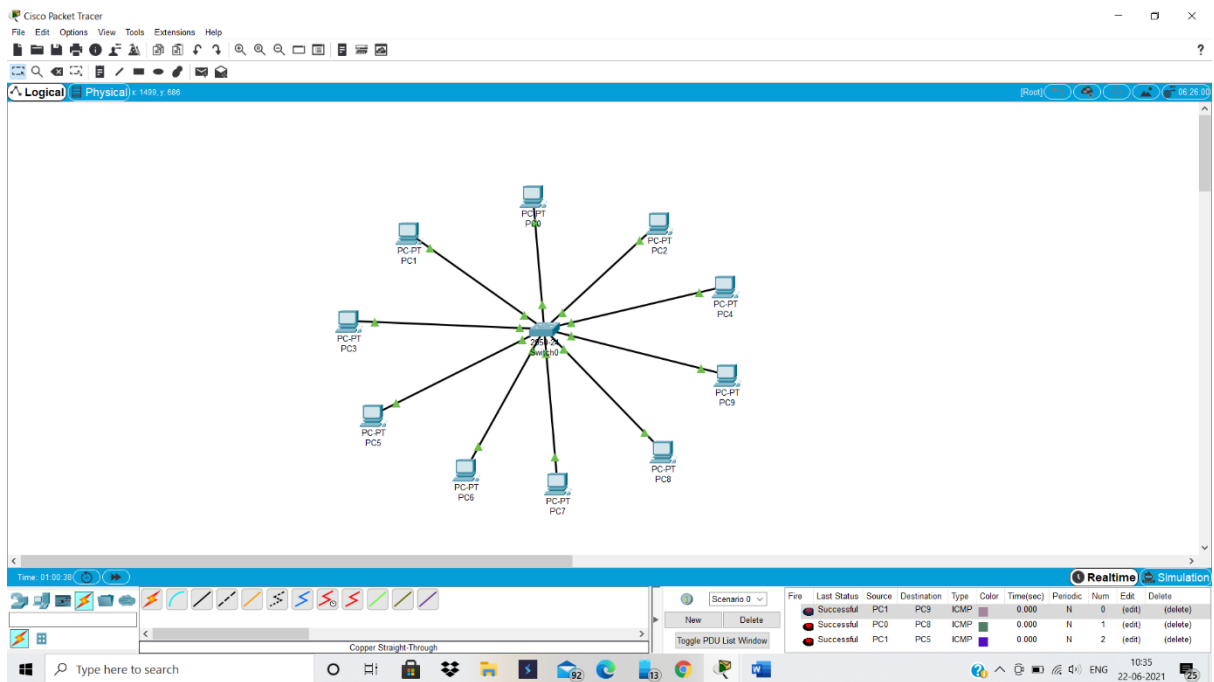 Cisco Packet Tracer
File Edit Options View Tools Extensions Help
?
Logical Physical x: 1499, y: 686 [Root] 06:26:00
PC-PT
PC0
PC-PT
PC1
PC-PT
PC2
PC-PT
PC4
PC-PT
PC3
2950-24
Switch0
PC-PT
PC9
PC-PT
PC5
PC-PT
PC8
PC-PT
PC6
PC-PT
PC7
Time: 01:00:38 Realtime Simulation
Scenario 0
New Delete
Toggle PDU List Window
Fire Last Status Source Destination Type Color Time(sec) Periodic Num Edit Delete
Successful PC1 PC9 ICMP 0.000 N 0 (edit) (delete)
Successful PC0 PC8 ICMP 0.000 N 1 (edit) (delete)
Successful PC1 PC5 ICMP 0.000 N 2 (edit) (delete)
Copper Straight-Through
Type here to search 92 13 ENG 10:35
22-06-2021 25